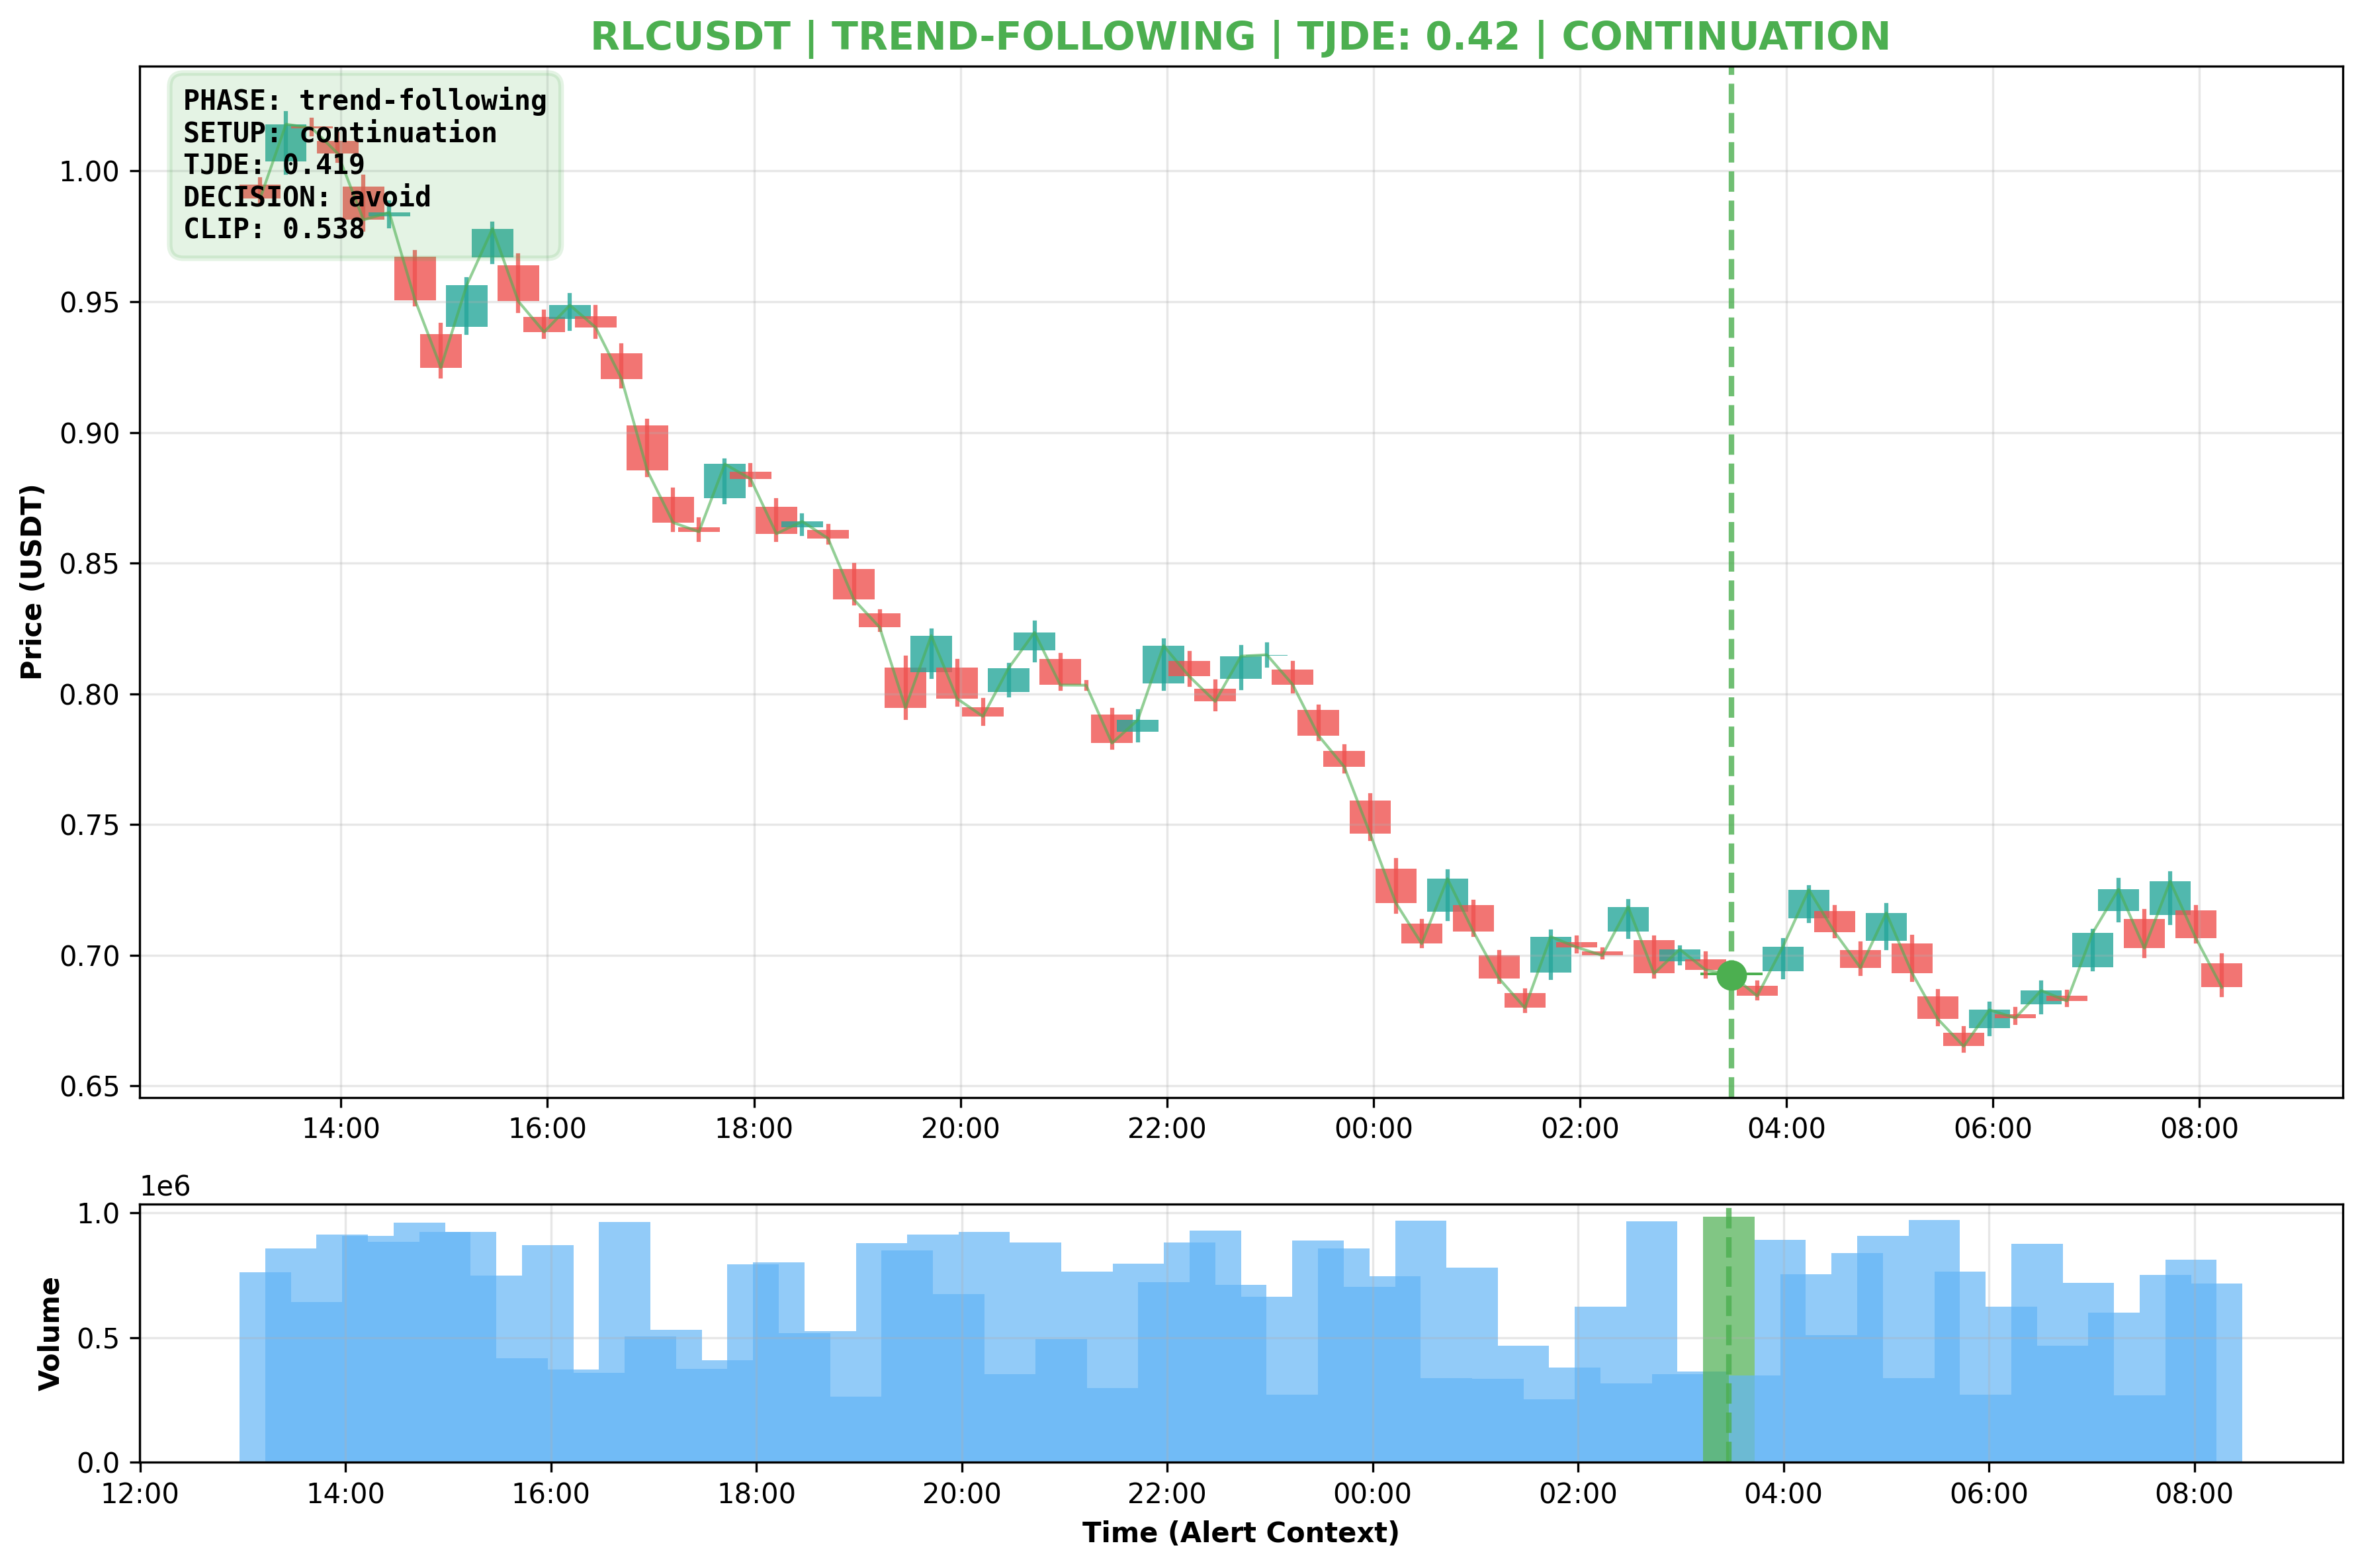 RLCUSDT | TREND-FOLLOWING | TJDE: 0.42 | CONTINUATION
PHASE: trend-following
SETUP: continuation
TJDE: 0.419
DECISION: avoid
CLIP: 0.538
Price (USDT)
1.00
0.95
0.90
0.85
0.80
0.75
0.70
0.65
14:00 16:00 18:00 20:00 22:00 00:00 02:00 04:00 06:00 08:00
1e6
Volume
1.0
0.5
0.0
12:00 14:00 16:00 18:00 20:00 22:00 00:00 02:00 04:00 06:00 08:00
Time (Alert Context)